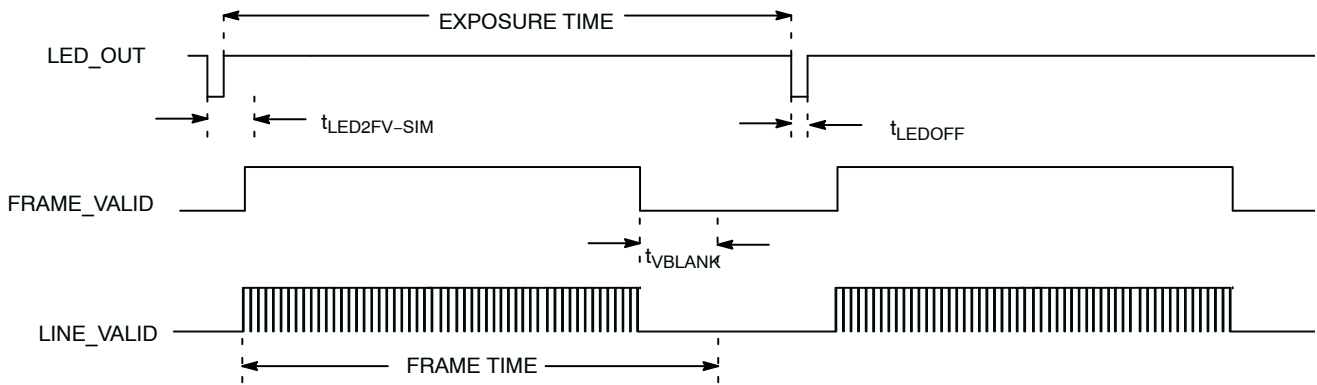 EXPOSURE TIME
LED_OUT
tLED2FV–SIM
tLEDOFF
FRAME_VALID
tVBLANK
LINE_VALID
FRAME TIME